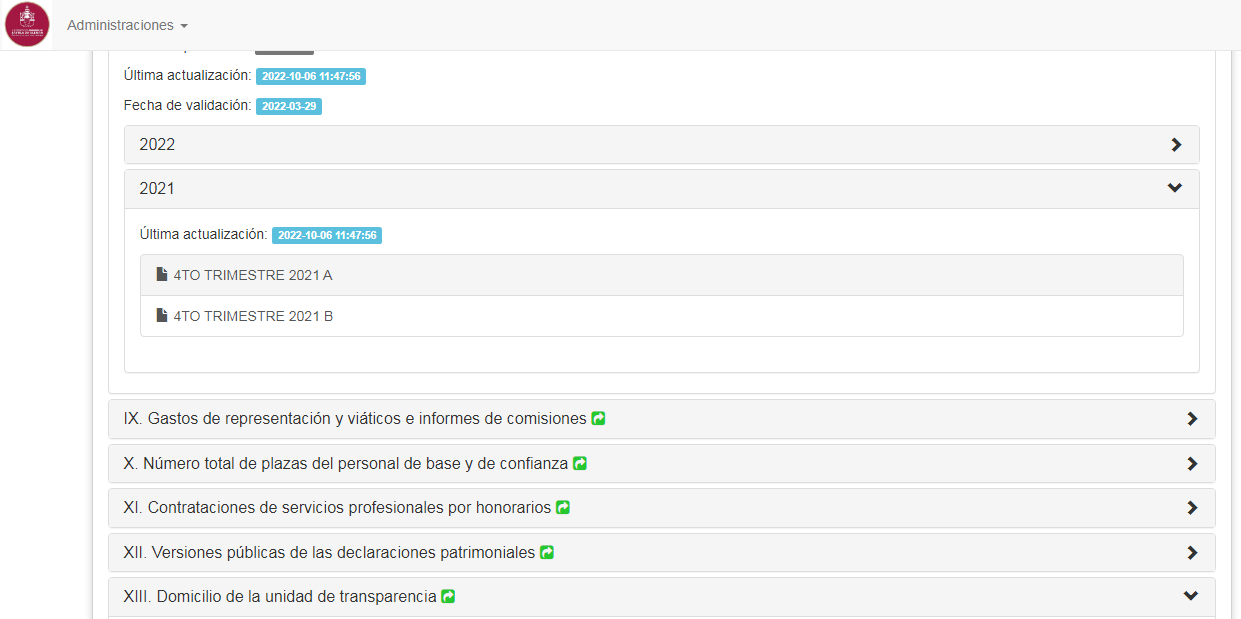 Administraciones
Última actualización: 2022-10-06 11:47:56
Fecha de validación: 2022-03-29
2022
2021
Última actualización: 2022-10-06 11:47:56
4TO TRIMESTRE 2021 A
4TO TRIMESTRE 2021 B
IX. Gastos de representación y viáticos e informes de comisiones
X. Número total de plazas del personal de base y de confianza
XI. Contrataciones de servicios profesionales por honorarios
XII. Versiones públicas de las declaraciones patrimoniales
XIII. Domicilio de la unidad de transparencia